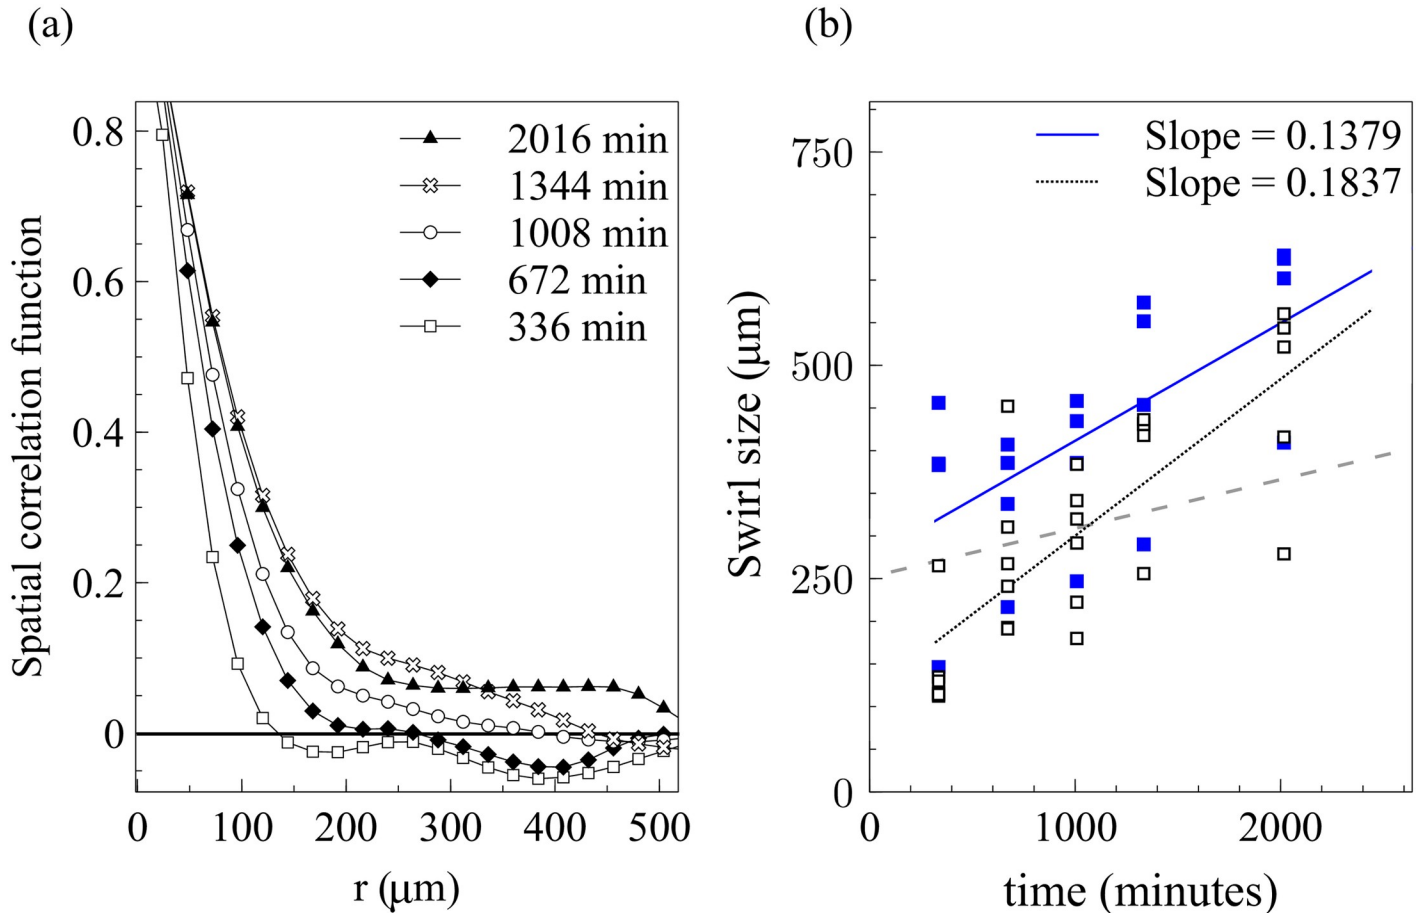 (a)
Spatial correlation function
0.8
0.6
0.4
0.2
0
2016 min
1344 min
1008 min
672 min
336 min
0 100 200 300 400 500
r (μm)
(b)
Swirl size (μm)
750
500
250
0
Slope = 0.1379
Slope = 0.1837
0 1000 2000
time (minutes)